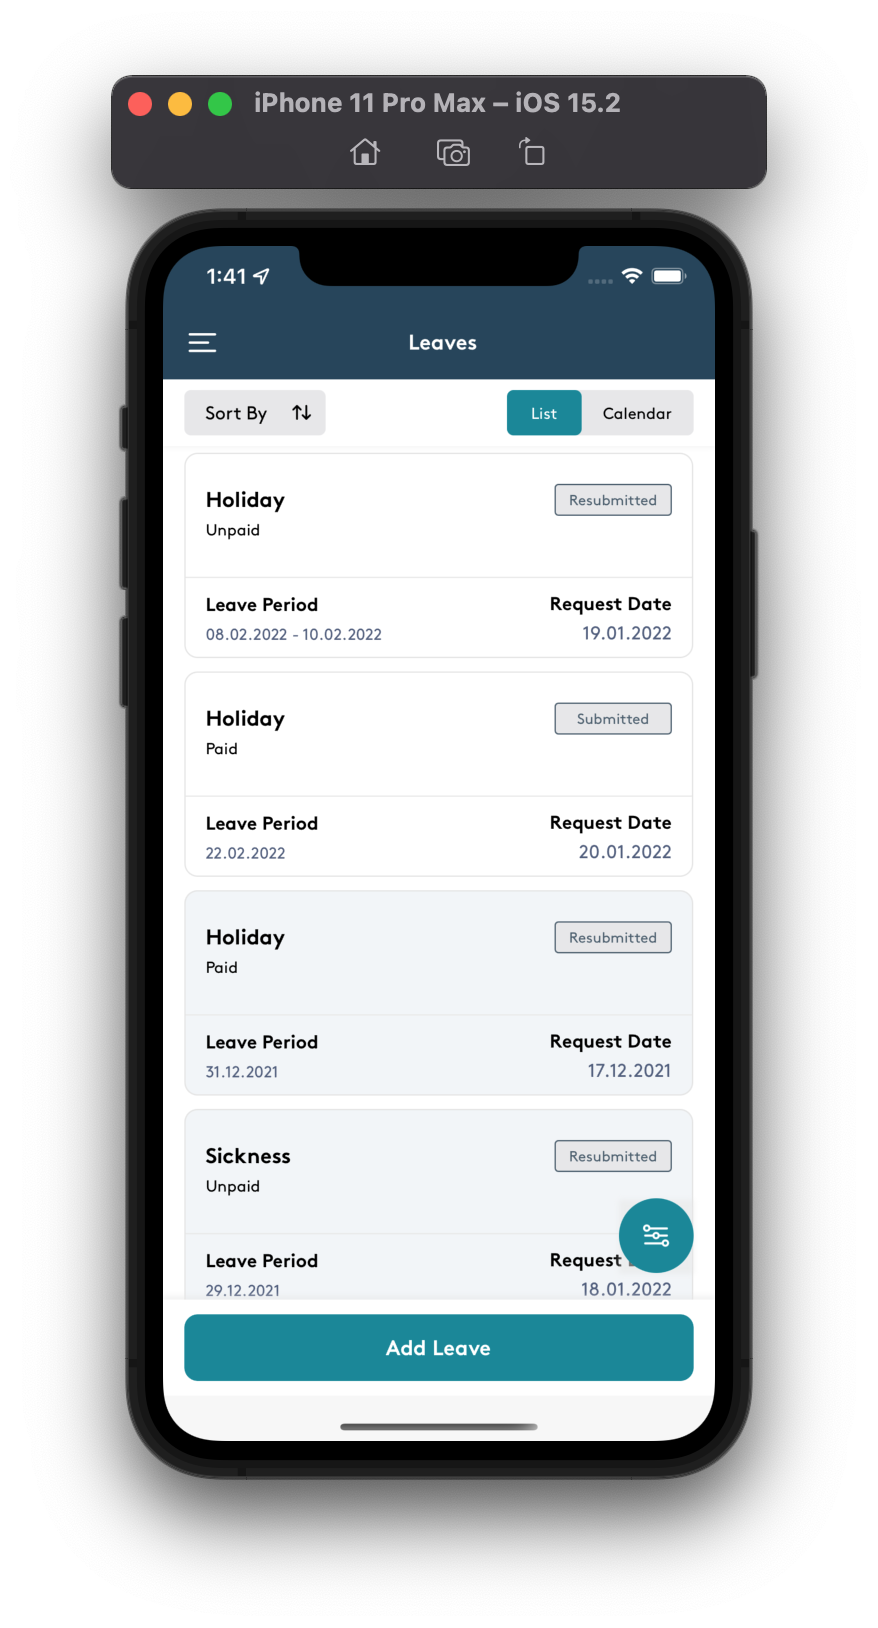 iPhone 11 Pro Max – iOS 15.2
1:41
Leaves
Sort By
List
Calendar
Holiday
Resubmitted
Unpaid
Leave Period
Request Date
08.02.2022 - 10.02.2022
19.01.2022
Holiday
Submitted
Paid
Leave Period
Request Date
22.02.2022
20.01.2022
Holiday
Resubmitted
Paid
Leave Period
Request Date
31.12.2021
17.12.2021
Sickness
Resubmitted
Unpaid
Leave Period
Request
29.12.2021
18.01.2022
Add Leave